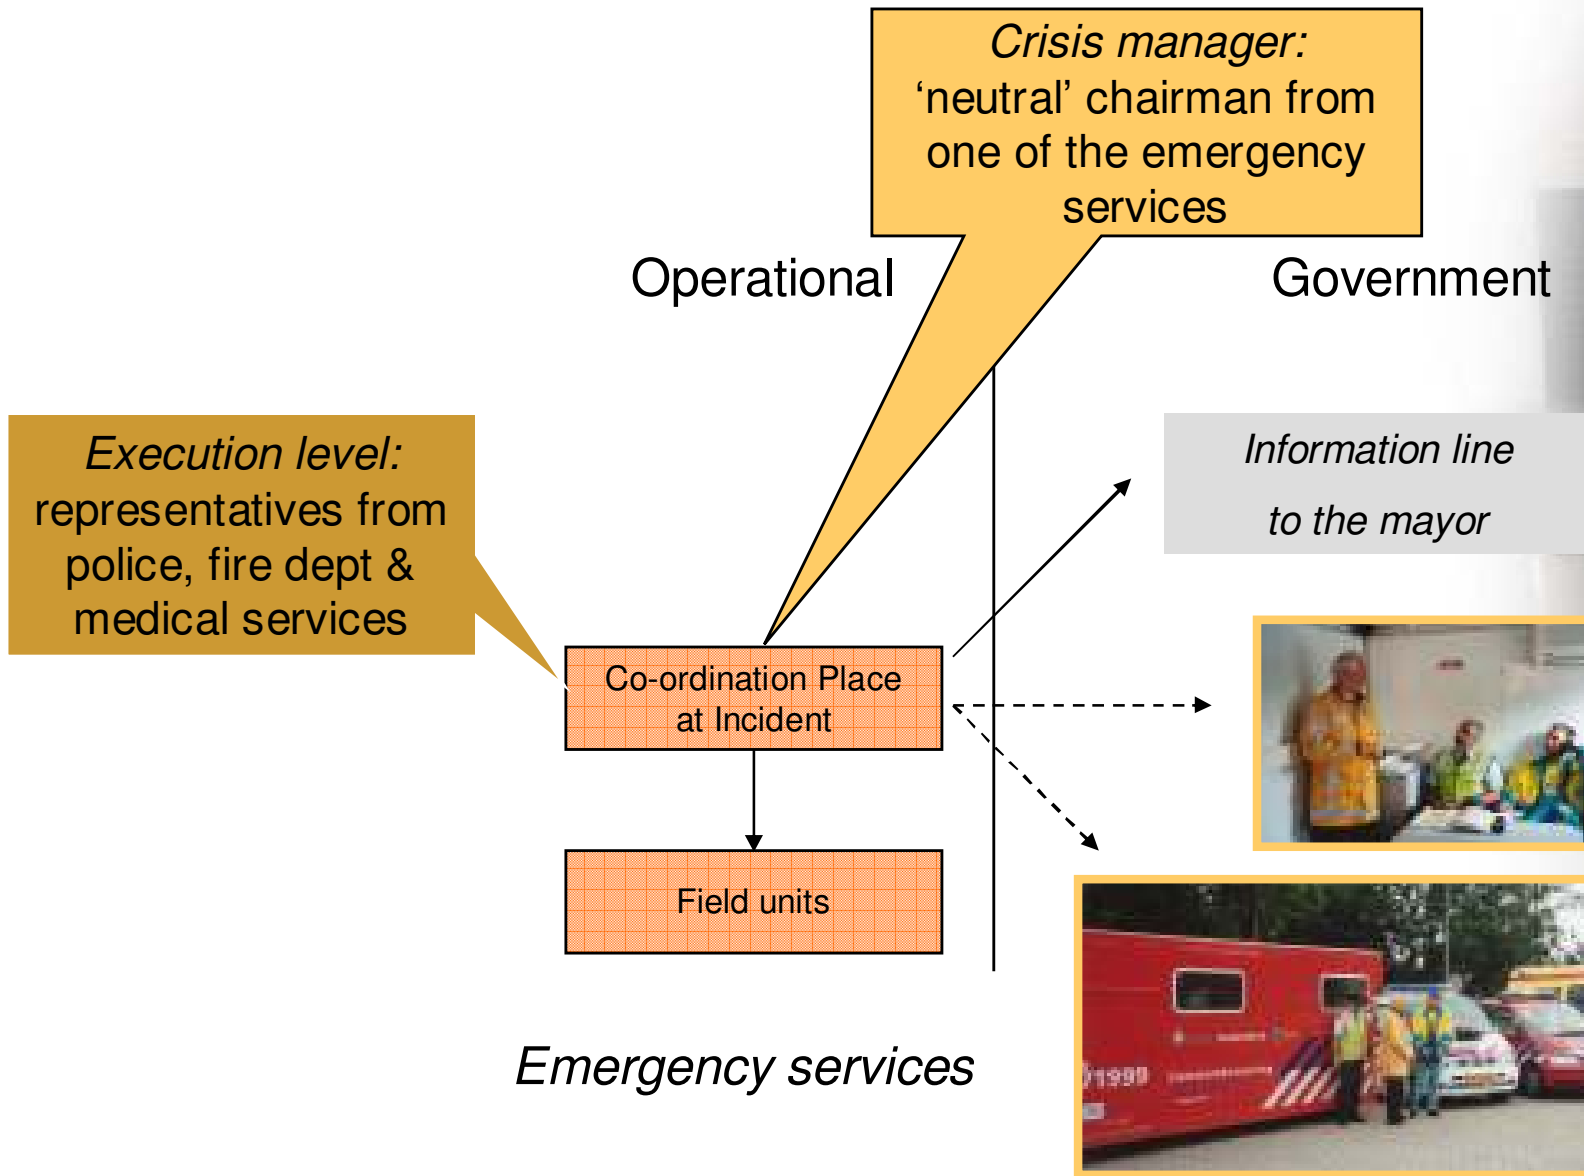 Crisis manager:
‘neutral’ chairman from
one of the emergency
services
Operational
Government
Execution level:
representatives from
police, fire dept &
medical services
Information line
to the mayor
Co-ordination Place
at Incident
Field units
Emergency services
1999